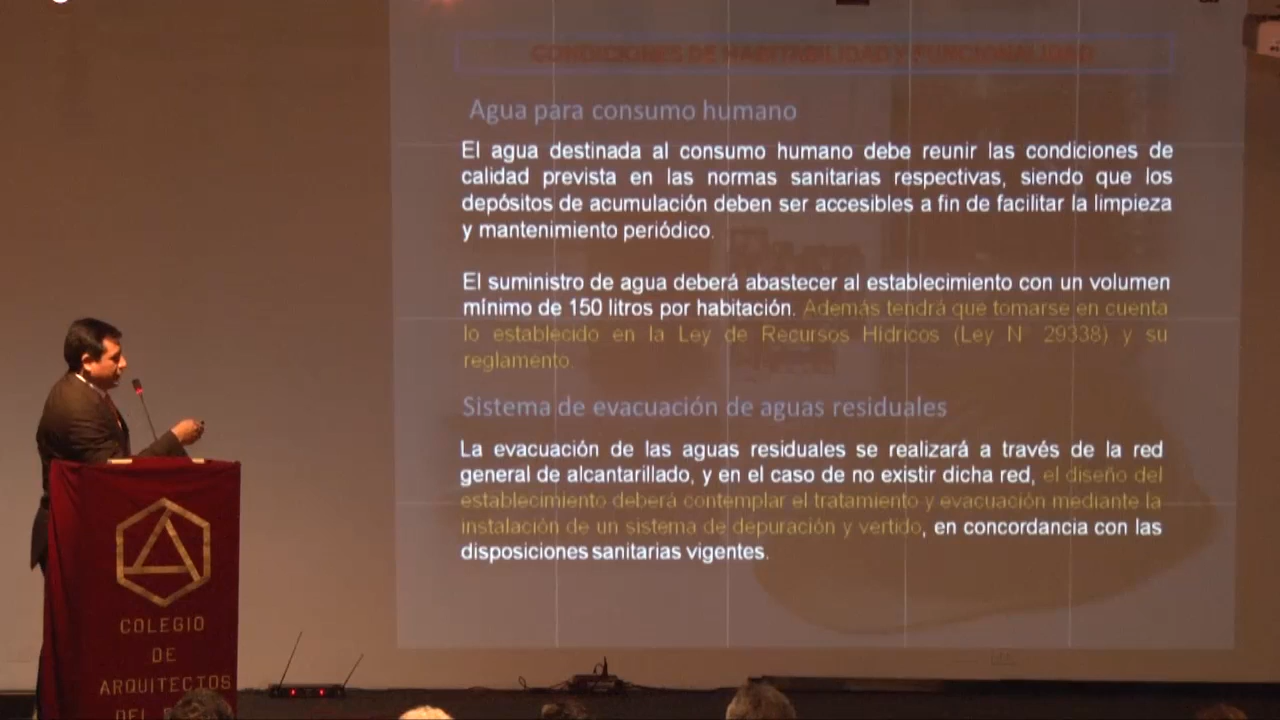 CONDICIONES DE HABITABILIDAD Y FUNCIONALIDAD
Agua para consumo humano
El agua destinada al consumo humano debe reunir las condiciones de
calidad prevista en las normas sanitarias respectivas, siendo que los
depósitos de acumulación deben ser accesibles a fin de facilitar la limpieza
y mantenimiento periódico.
El suministro de agua deberá abastecer al establecimiento con un volumen
mínimo de 150 litros por habitación. Además tendrá que tomarse en cuenta
lo establecido en la Ley de Recursos Hídricos (Ley N° 29338) y su
reglamento.
Sistema de evacuación de aguas residuales
La evacuación de las aguas residuales se realizará a través de la red
general de alcantarillado, y en el caso de no existir dicha red, el diseño del
establecimiento deberá contemplar el tratamiento y evacuación mediante la
instalación de un sistema de depuración y vertido, en concordancia con las
disposiciones sanitarias vigentes.
COLEGIO
DE
ARQUITECTOS
DEL